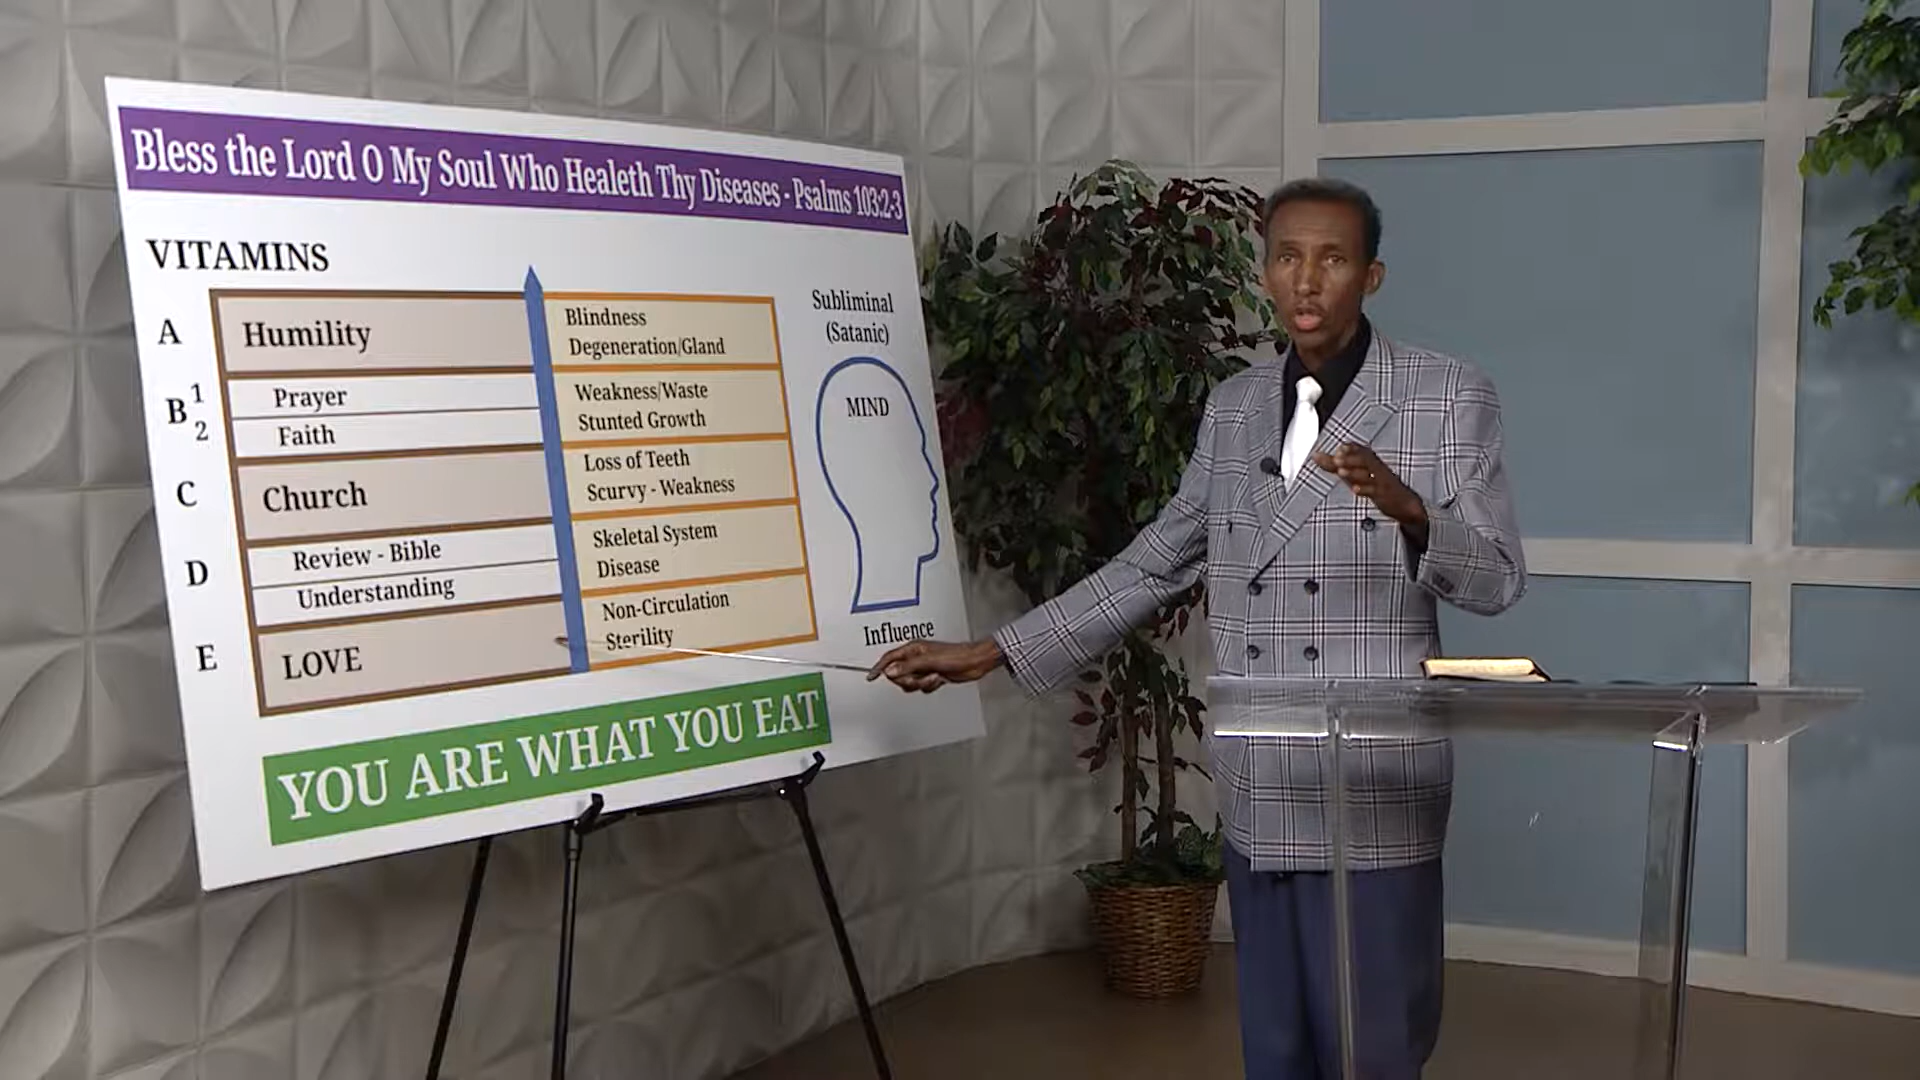 Bless the Lord O My Soul Who Healeth Thy Diseases - Psalms 103:2-3
VITAMINS
A
Humility
Blindness
Degeneration/Gland
B 1
2
Prayer
Faith
Weakness/Waste
Stunted Growth
C
Church
Loss of Teeth
Scurvy - Weakness
D
Review - Bible
Understanding
Skeletal System
Disease
E
LOVE
Non-Circulation
Sterility
Subliminal
(Satanic)
MIND
Influence
YOU ARE WHAT YOU EAT